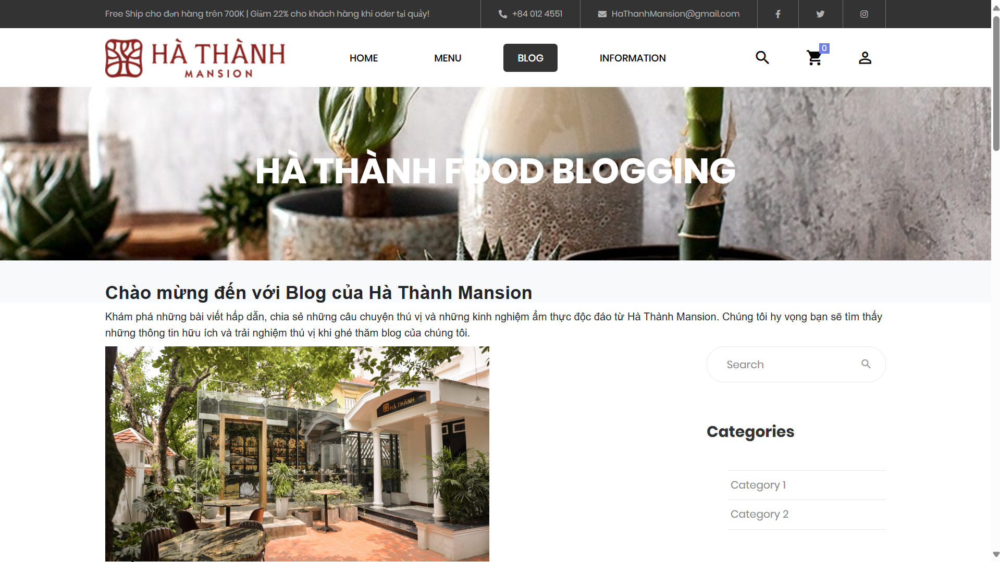 Free Ship cho đơn hàng trên 700K | Giảm 22% cho khách hàng khi oder tại quầy!
+84 012 4551
HaThanhMansion@gmail.com
HÀ THÀNH
MANSION
HOME
MENU
BLOG
INFORMATION
0
HÀ THÀNH FOOD BLOGGING
Chào mừng đến với Blog của Hà Thành Mansion
Khám phá những bài viết hấp dẫn, chia sẻ những câu chuyện thú vị và những kinh nghiệm ẩm thực độc đáo từ Hà Thành Mansion. Chúng tôi hy vọng bạn sẽ tìm thấy
những thông tin hữu ích và trải nghiệm thú vị khi ghé thăm blog của chúng tôi.
HÀ THÀNH
Search
Categories
Category 1
Category 2